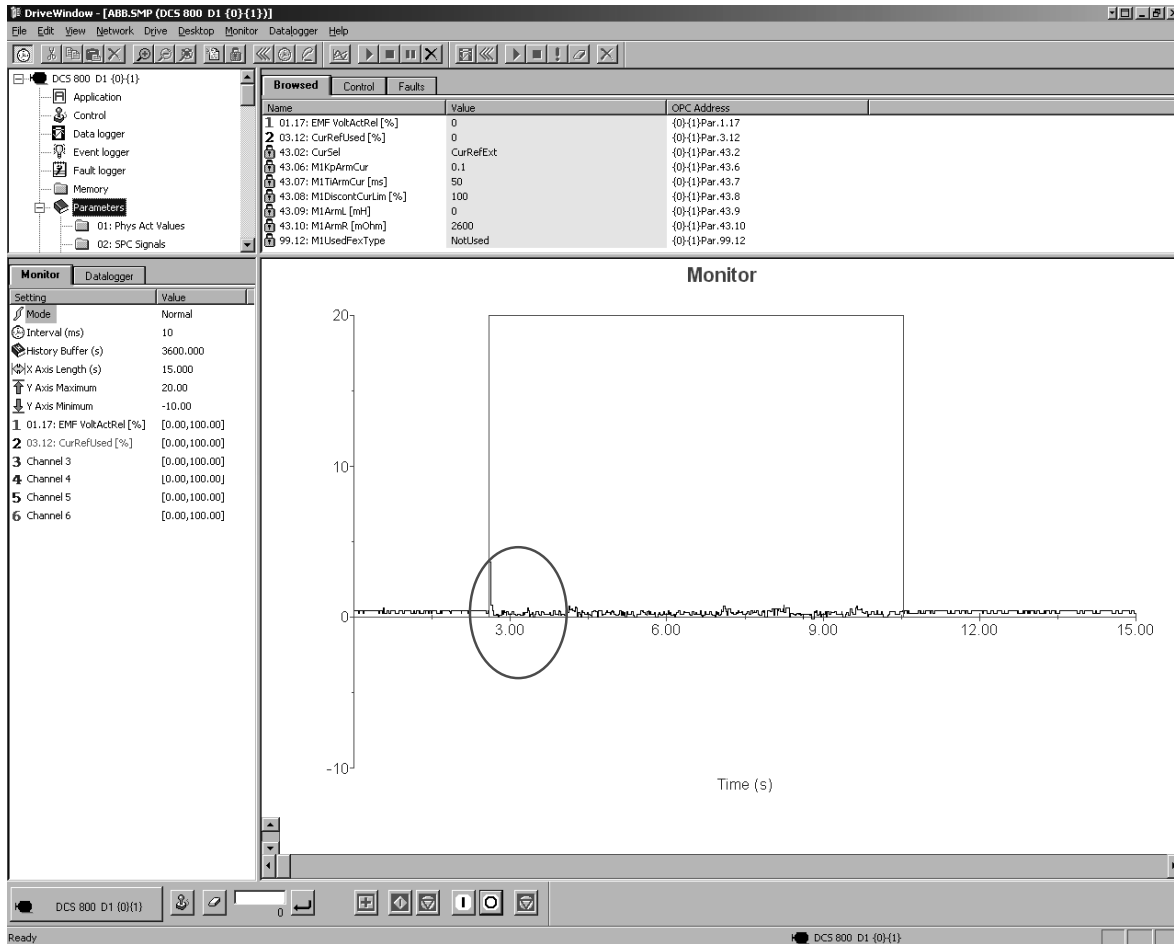 DriveWindow - [ABB.SMP (DCS 800 D1 {0}{1})]
File Edit View Network Drive Desktop Monitor Datalogger Help
DCS 800 D1 {0}{1}
Application
Control
Data logger
Event logger
Fault logger
Memory
Parameters
01: Phys Act Values
02: SPC Signals
Browsed Control Faults
Name Value OPC Address
1 01.17: EMF VoltActRel [%] 0 {0}{1}Par.1.17
2 03.12: CurRefUsed [%] 0 {0}{1}Par.3.12
43.02: CurSel CurRefExt {0}{1}Par.43.2
43.06: M1KpArmCur 0.1 {0}{1}Par.43.6
43.07: M1TiArmCur [ms] 50 {0}{1}Par.43.7
43.08: M1DiscontCurLim [%] 100 {0}{1}Par.43.8
43.09: M1ArmL [mH] 0 {0}{1}Par.43.9
43.10: M1ArmR [mOhm] 2600 {0}{1}Par.43.10
99.12: M1UsedFexType NotUsed {0}{1}Par.99.12
Monitor Datalogger
Setting Value
Mode Normal
Interval (ms) 10
History Buffer (s) 3600.000
X Axis Length (s) 15.000
Y Axis Maximum 20.00
Y Axis Minimum -10.00
1 01.17: EMF VoltActRel [%] [0.00,100.00]
2 03.12: CurRefUsed [%] [0.00,100.00]
3 Channel 3 [0.00,100.00]
4 Channel 4 [0.00,100.00]
5 Channel 5 [0.00,100.00]
6 Channel 6 [0.00,100.00]
Monitor
20
10
0
3.00 6.00 9.00 12.00 15.00
-10
Time (s)
DCS 800 D1 {0}{1}
0
Ready
DCS 800 D1 {0}{1}